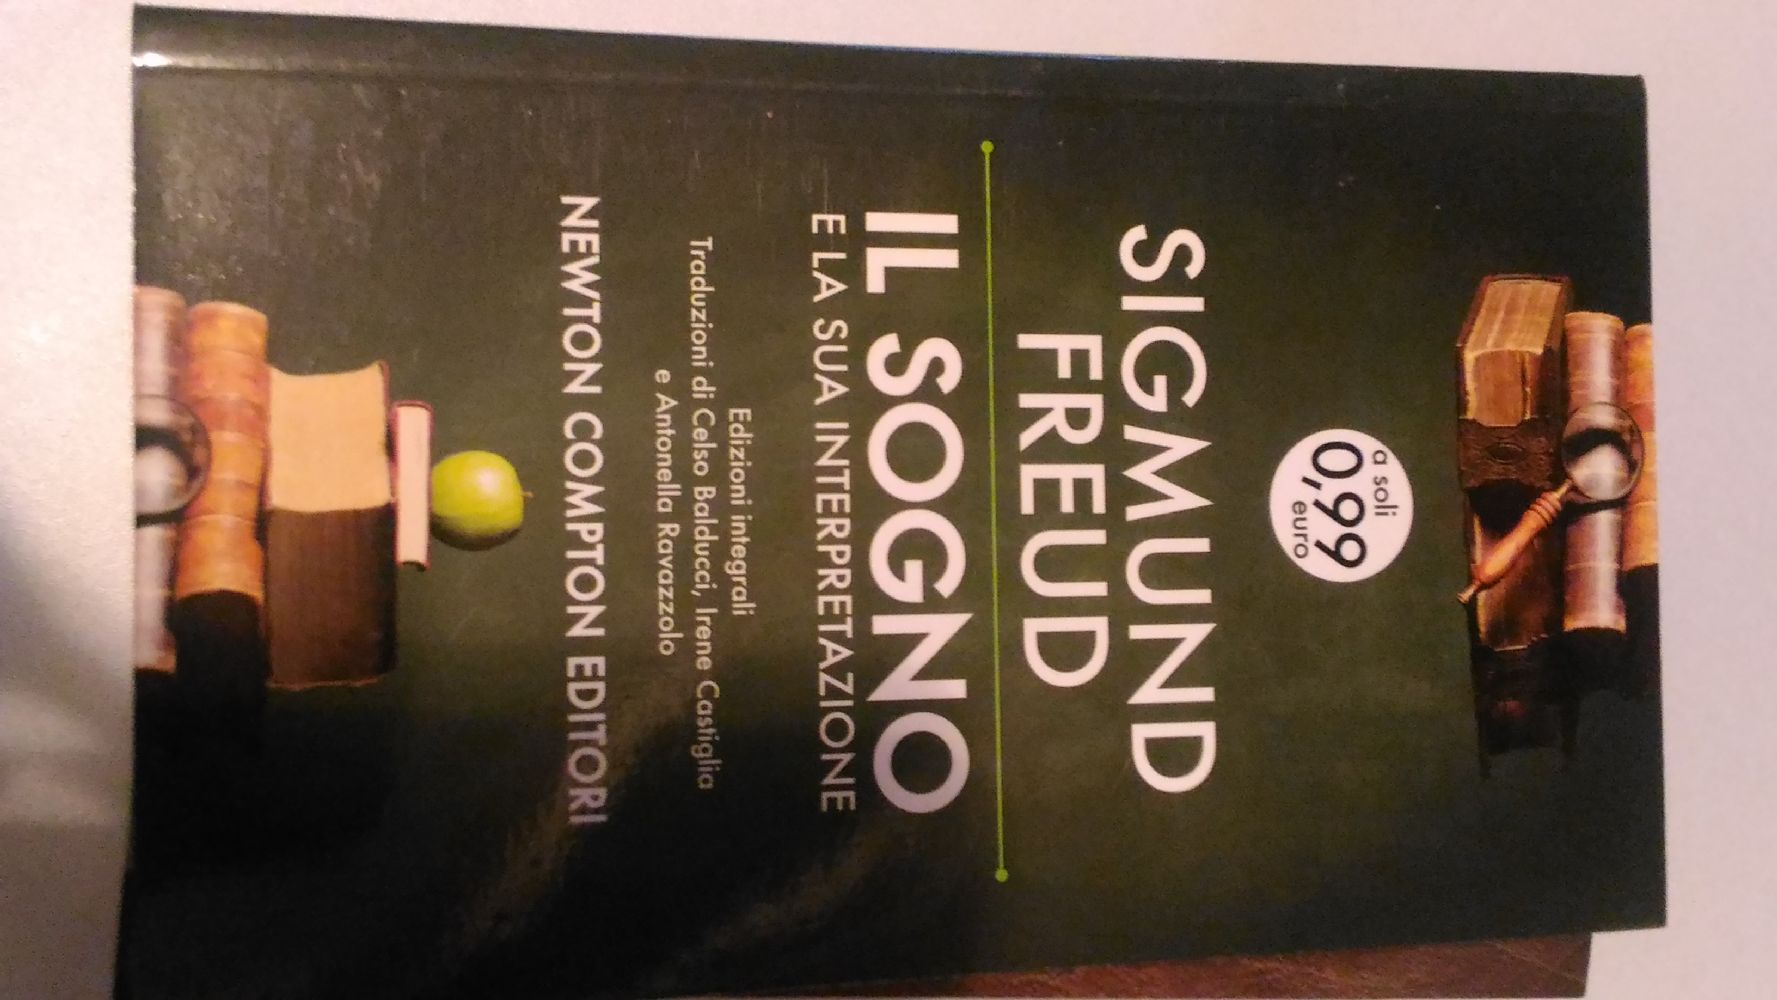 a soli
0,99
euro
SIGMUND
FREUD
IL SOGNO
E LA SUA INTERPRETAZIONE
Edizioni integrali
Traduzioni di Celso Balducci, Irene Castiglia
e Antonella Ravazzolo
NEWTON COMPTON EDITORI